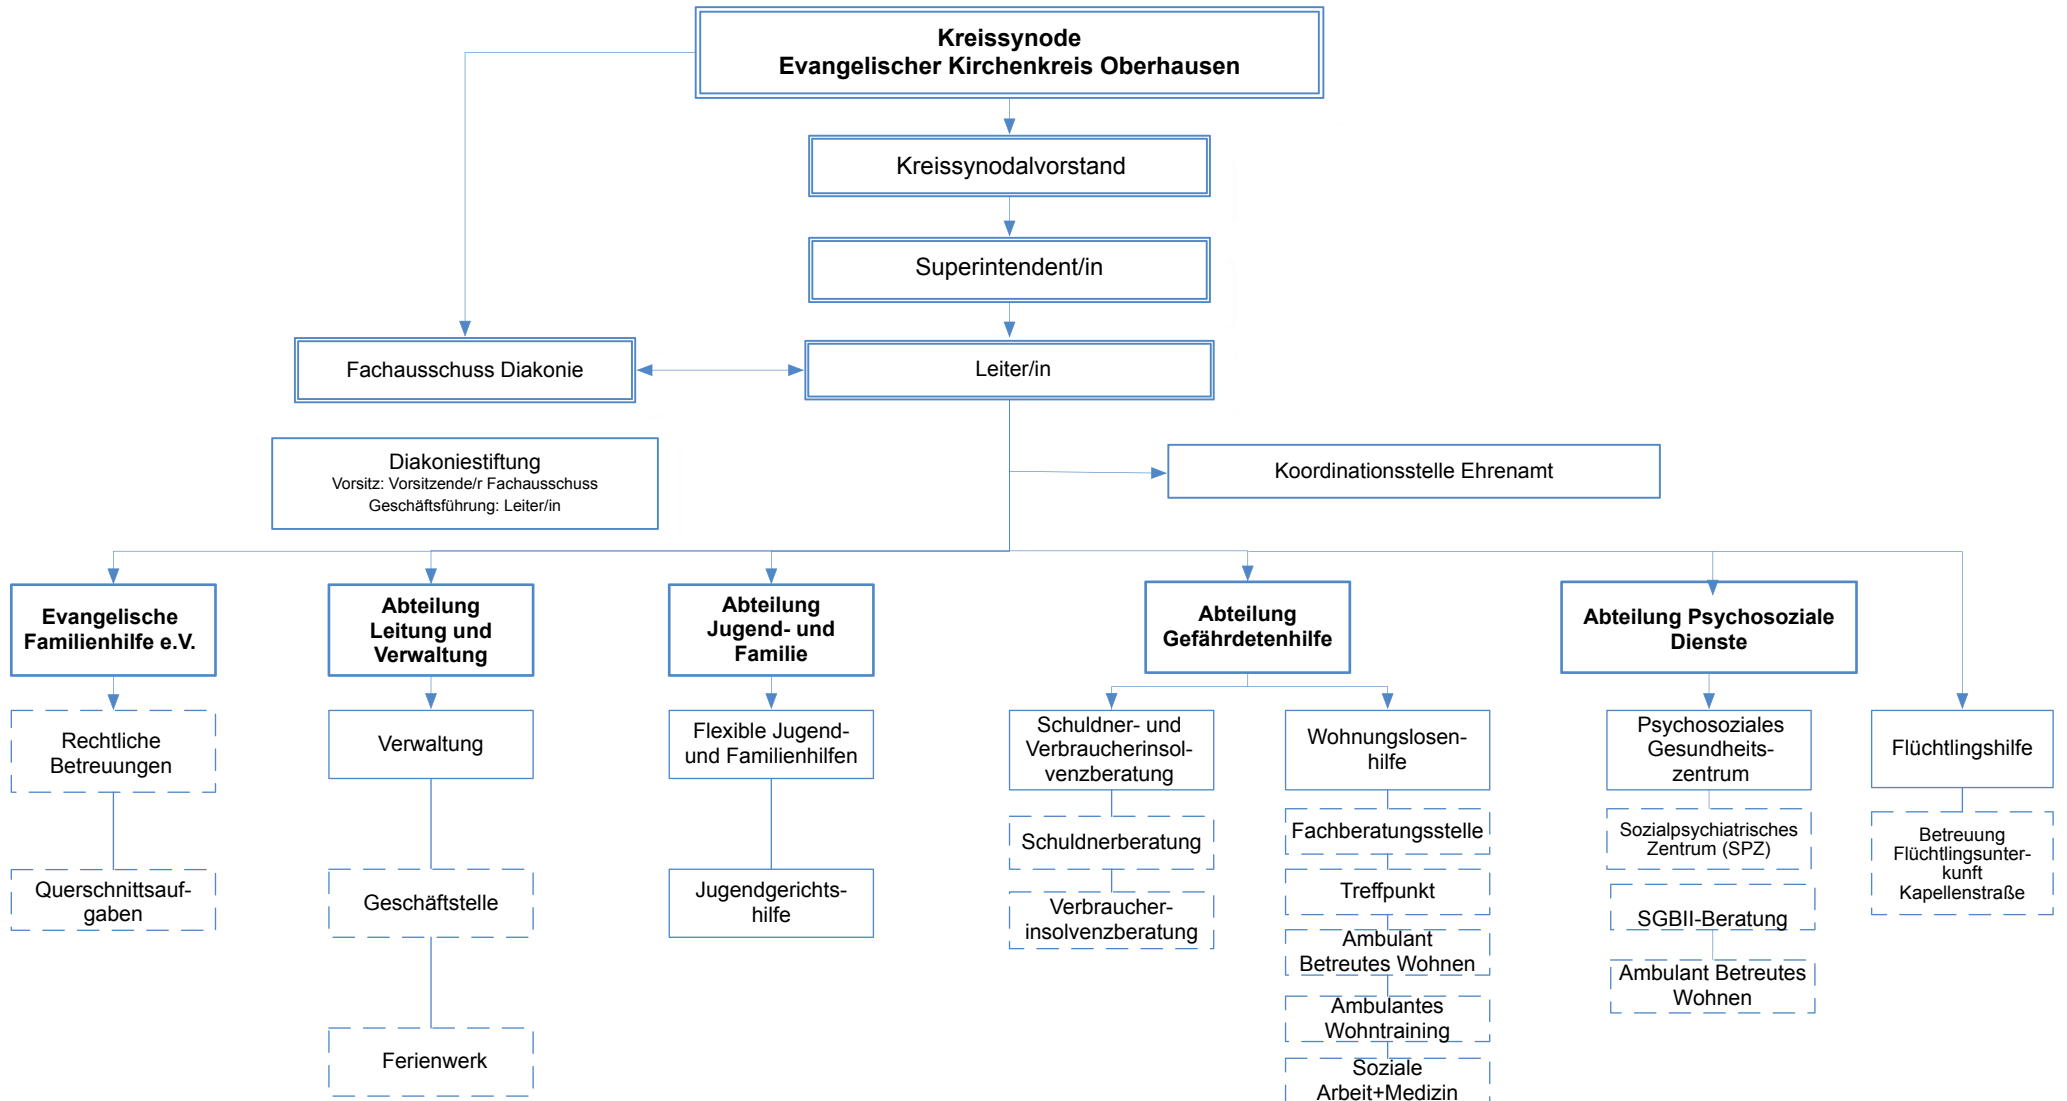 Kreissynode
Evangelischer Kirchenkreis Oberhausen
Kreissynodalvorstand
Superintendent/in
Fachausschuss Diakonie
Leiter/in
Diakoniestiftung
Vorsitz: Vorsitzende/r Fachausschuss
Geschäftsführung: Leiter/in
Koordinationsstelle Ehrenamt
Evangelische
Familienhilfe e.V.
Abteilung
Leitung und
Verwaltung
Abteilung
Jugend- und
Familie
Abteilung
Gefährdetenhilfe
Abteilung Psychosoziale
Dienste
Rechtliche
Betreuungen
Verwaltung
Flexible Jugend-
und Familienhilfen
Schuldner- und
Verbraucherinsol-
venzberatung
Wohnungslosen-
hilfe
Psychosoziales
Gesundheits-
zentrum
Flüchtlingshilfe
Querschnittsauf-
gaben
Geschäftstelle
Ferienwerk
Jugendgerichts-
hilfe
Schuldnerberatung
Verbraucher-
insolvenzberatung
Fachberatungsstelle
Treffpunkt
Ambulant
Betreutes Wohnen
Ambulantes
Wohntraining
Soziale
Arbeit+Medizin
Sozialpsychiatrisches
Zentrum (SPZ)
SGBII-Beratung
Ambulant Betreutes
Wohnen
Betreuung
Flüchtlingsunter-
kunft
Kapellenstraße